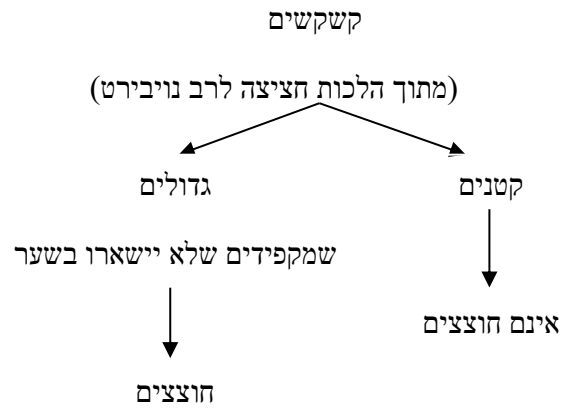 קשקשים
(מתוך הלכות חציצה לרב נויבירט)
קטנים
גדולים
שמקפידים שלא יישארו בשער
אינם חוצצים
חוצצים